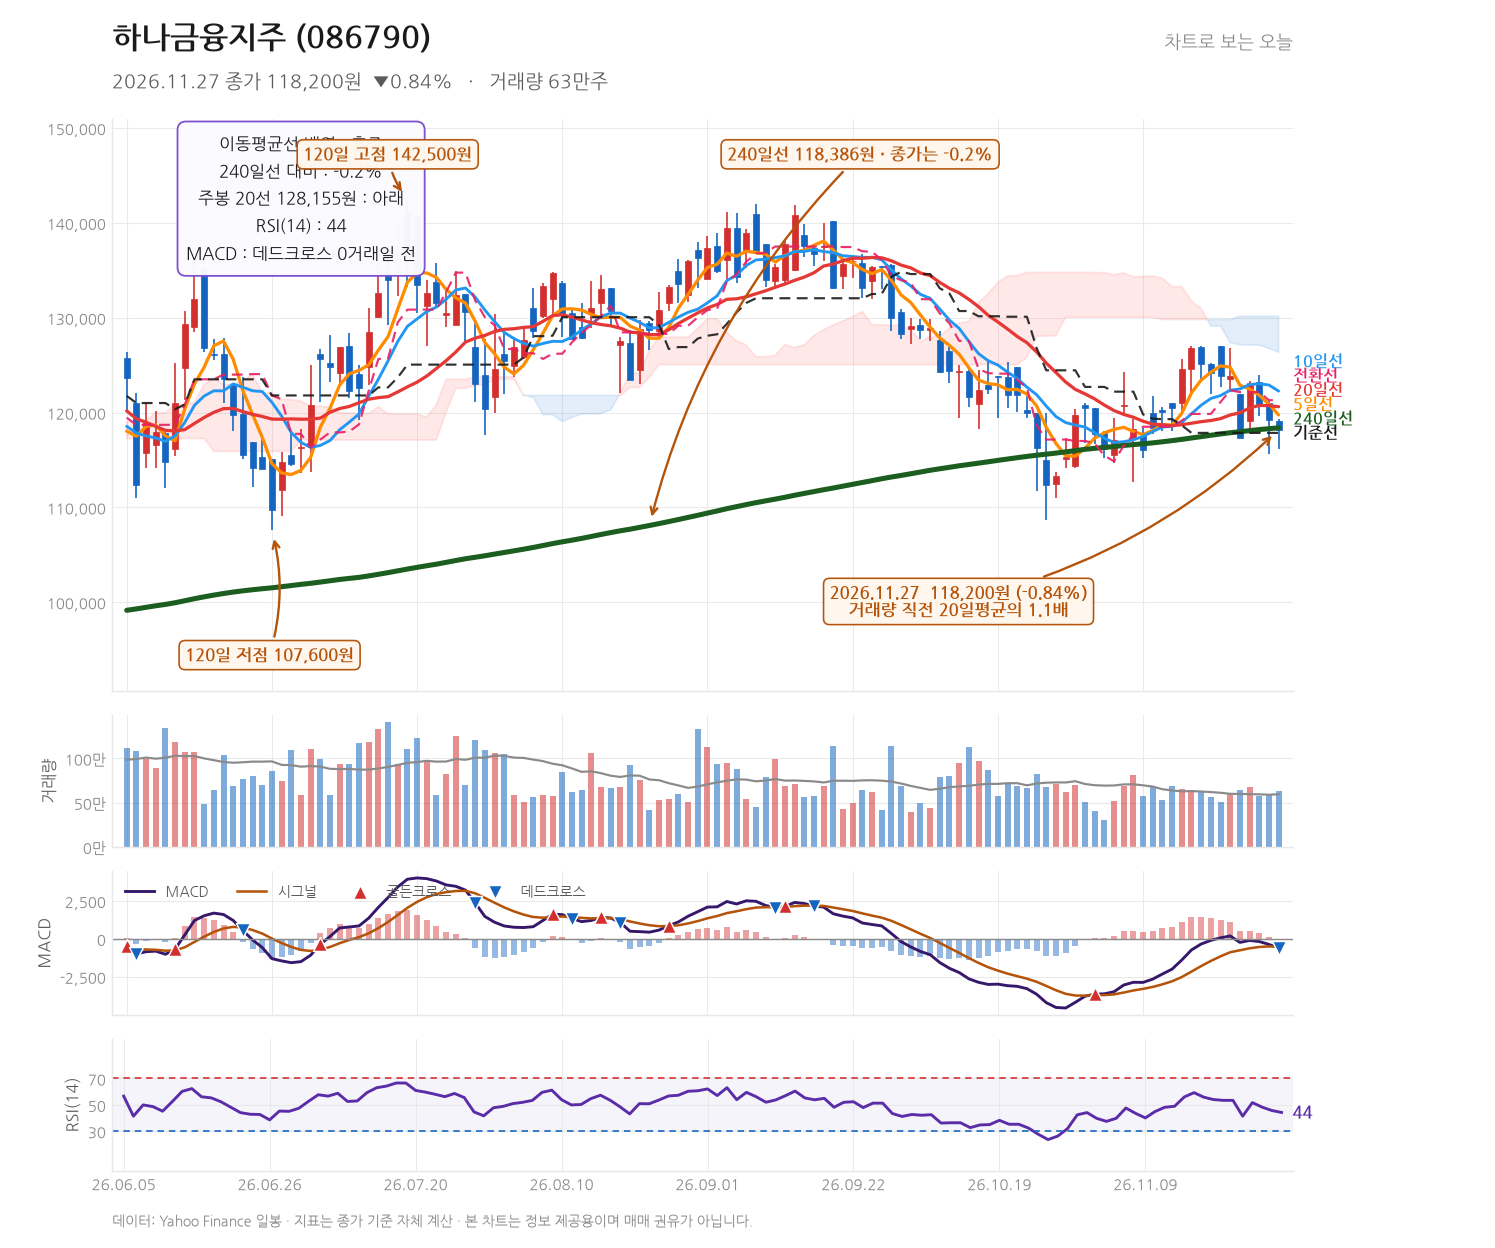 하나금융지주 (086790)
차트로 보는 오늘
2026.11.27 종가 118,200원 ▼0.84% · 거래량 63만주
150,000
140,000
130,000
120,000
110,000
100,000
이동평균선
120일 고점 142,500원
240일선 대비 : -0.2%
주봉 20선 128,155원 : 아래
RSI(14) : 44
MACD : 데드크로스 0거래일 전
240일선 118,386원 · 종가는 -0.2%
10일선
전환선
20일선
5일선
240일선
기준선
2026.11.27 118,200원 (-0.84%)
거래량 직전 20일평균의 1.1배
120일 저점 107,600원
거래량
100만
50만
0만
MACD
MACD
시그널
골든크로스
데드크로스
2,500
0
-2,500
RSI(14)
70
50
30
44
26.06.05
26.06.26
26.07.20
26.08.10
26.09.01
26.09.22
26.10.19
26.11.09
데이터: Yahoo Finance 일봉 · 지표는 종가 기준 자체 계산 · 본 차트는 정보 제공용이며 매매 권유가 아닙니다.